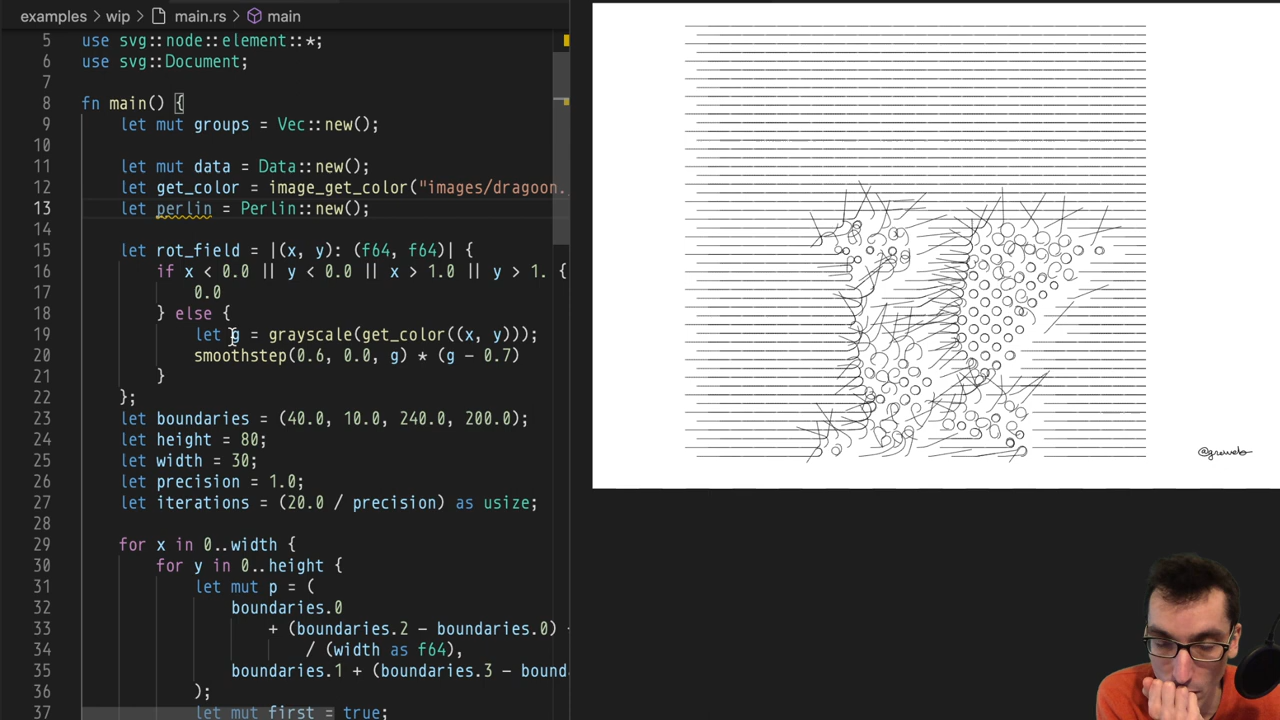 examples > wip > main.rs > main
5 use svg::node::element::*;
6 use svg::Document;
7
8 fn main() {
9 let mut groups = Vec::new();
10
11 let mut data = Data::new();
12 let get_color = image_get_color("images/dragoon.
13 let perlin = Perlin::new();
14
15 let rot_field = |(x, y): (f64, f64)| {
16 if x < 0.0 || y < 0.0 || x > 1.0 || y > 1. {
17 0.0
18 } else {
19 let g = grayscale(get_color((x, y)));
20 smoothstep(0.6, 0.0, g) * (g - 0.7)
21 }
22 };
23 let boundaries = (40.0, 10.0, 240.0, 200.0);
24 let height = 80;
25 let width = 30;
26 let precision = 1.0;
27 let iterations = (20.0 / precision) as usize;
28
29 for x in 0..width {
30 for y in 0..height {
31 let mut p = (
32 boundaries.0
33 + (boundaries.2 - boundaries.0)
34 / (width as f64),
35 boundaries.1 + (boundaries.3 - bound
36 );
37 let mut first = true;
@greweb